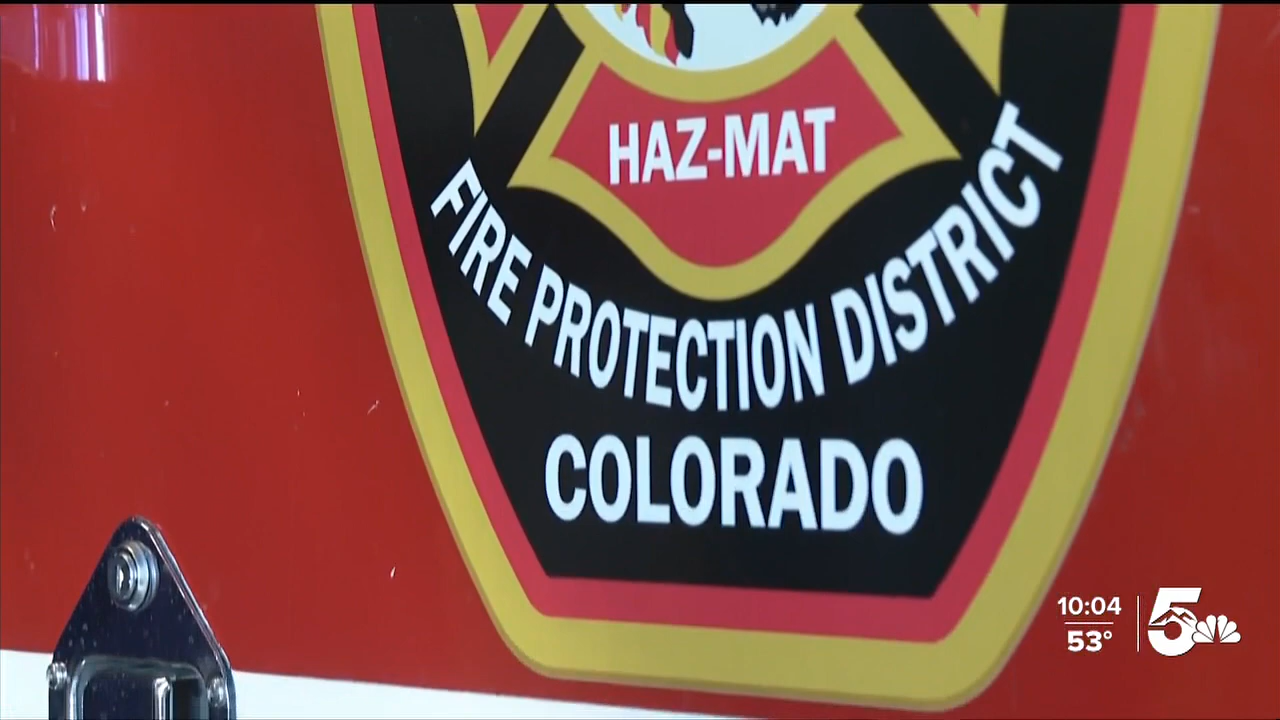 HAZ-MAT
FIRE PROTECTION DISTRICT
COLORADO
10:04
53°
5